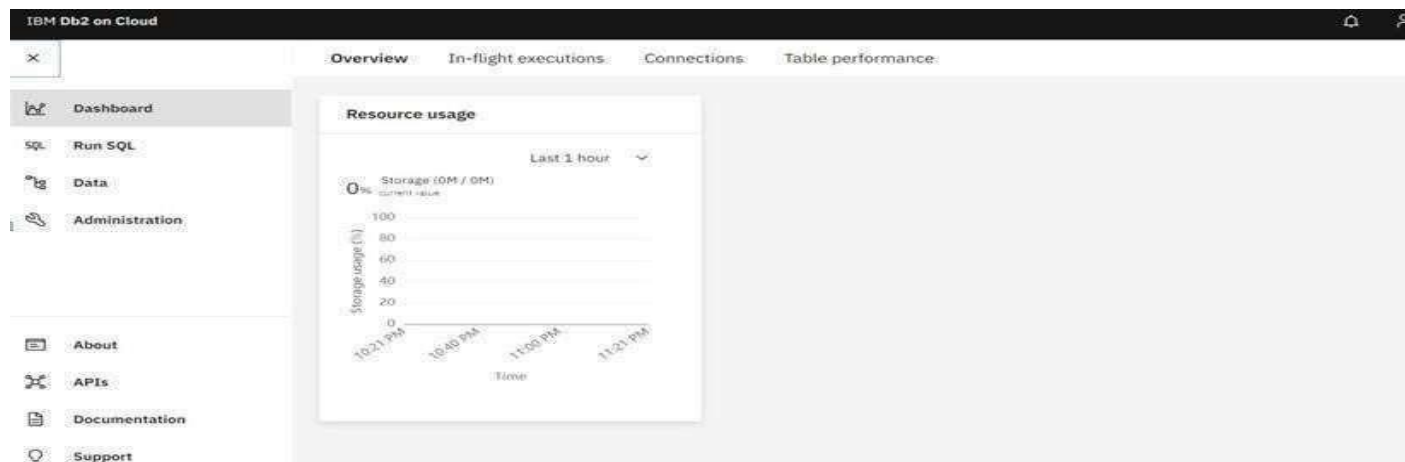 IBM Db2 on Cloud
Overview In-flight executions Connections Table performance
Dashboard
SQL Run SQL
Data
Administration
About
APIs
Documentation
Support
Resource usage
Last 1 hour
0% Storage (0M / 0M)
current value
100
80
60
40
20
0
Storage usage (%)
10:21 PM 10:40 PM 11:00 PM 11:21 PM
Time